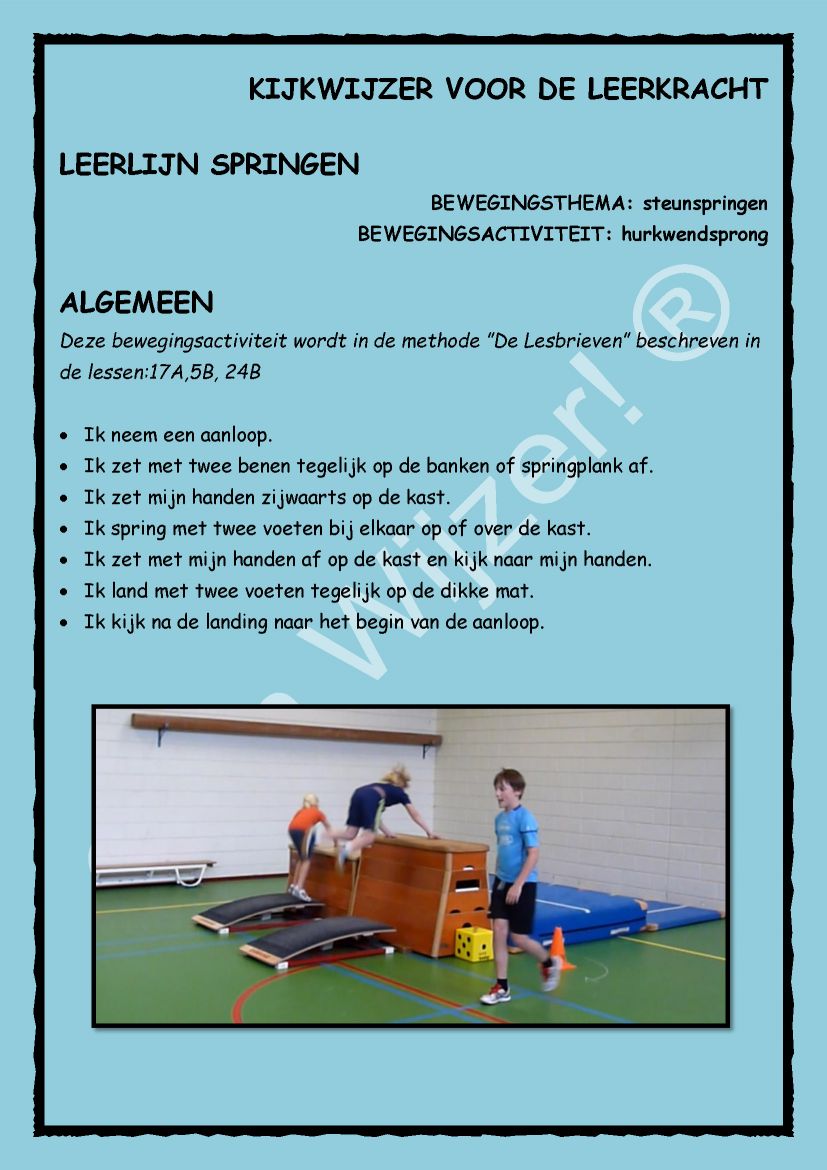 KIJKWIJZER VOOR DE LEERKRACHT
LEERLIJN SPRINGEN
BEWEGINGSTHEMA: steunspringen
BEWEGINGSACTIVITEIT: hurkwendsprong
ALGEMEEN
Deze bewegingsactiviteit wordt in de methode "De Lesbrieven" beschreven in
de lessen:17A,5B, 24B
• Ik neem een aanloop.
• Ik zet met twee benen tegelijk op de banken of springplank af.
• Ik zet mijn handen zijwaarts op de kast.
• Ik spring met twee voeten bij elkaar op of over de kast.
• Ik zet met mijn handen af op de kast en kijk naar mijn handen.
• Ik land met twee voeten tegelijk op de dikke mat.
• Ik kijk na de landing naar het begin van de aanloop.
Wijzer! ®